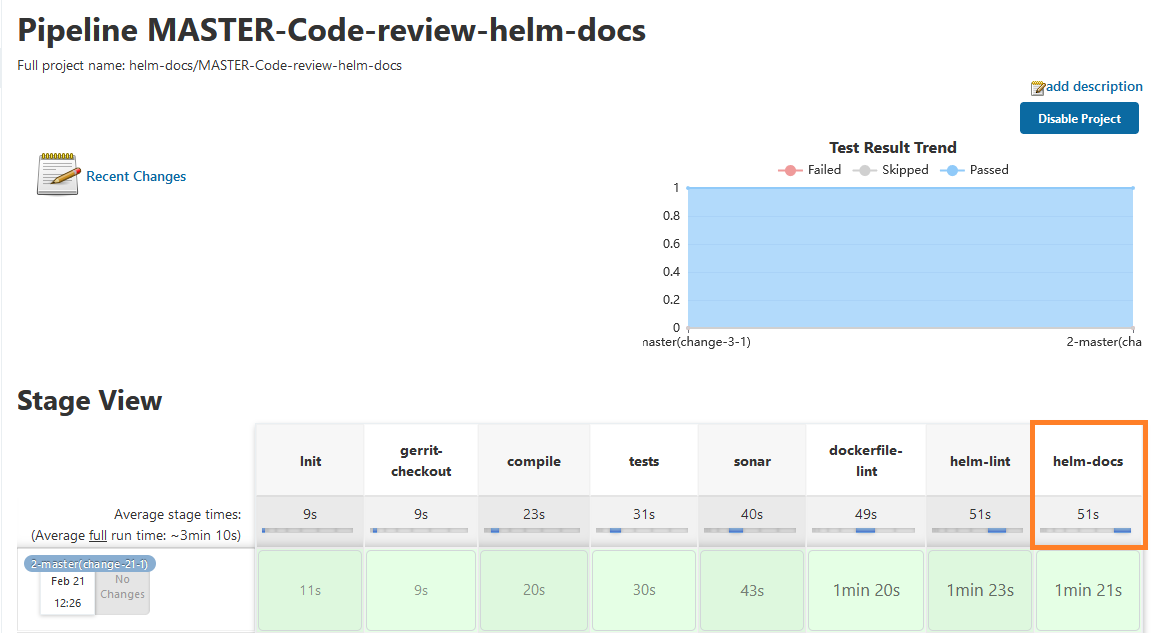 Pipeline MASTER-Code-review-helm-docs
Full project name: helm-docs/MASTER-Code-review-helm-docs
add description
Disable Project
Recent Changes
Test Result Trend
Failed Skipped Passed
1
0.8
0.6
0.4
0.2
0
master(change-3-1) 2-master(cha
Stage View
Init gerrit-checkout compile tests sonar dockerfile-lint helm-lint helm-docs
Average stage times: 9s 9s 23s 31s 40s 49s 51s 51s
(Average full run time: ~3min 10s)
2-master(change-21-1)
Feb 21 No
12:26 Changes
11s 9s 20s 30s 43s 1min 20s 1min 23s 1min 21s